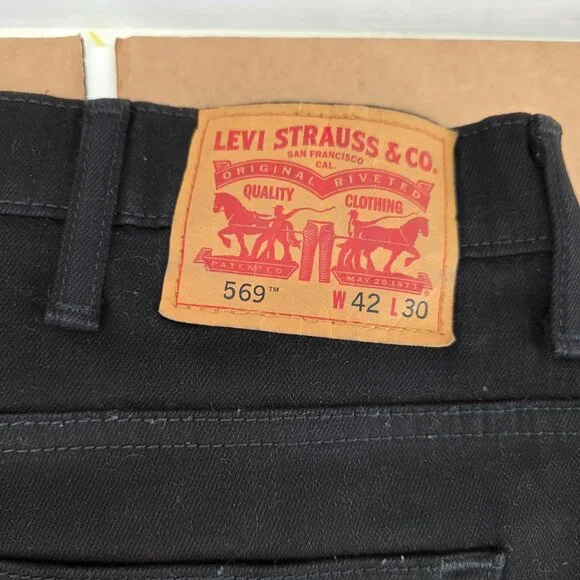 LEVI STRAUSS & CO.
SAN FRANCISCO
CAL.
ORIGINAL RIVETED
QUALITY CLOTHING
PATENTED MAY 20 1873
569™ W 42 L 30